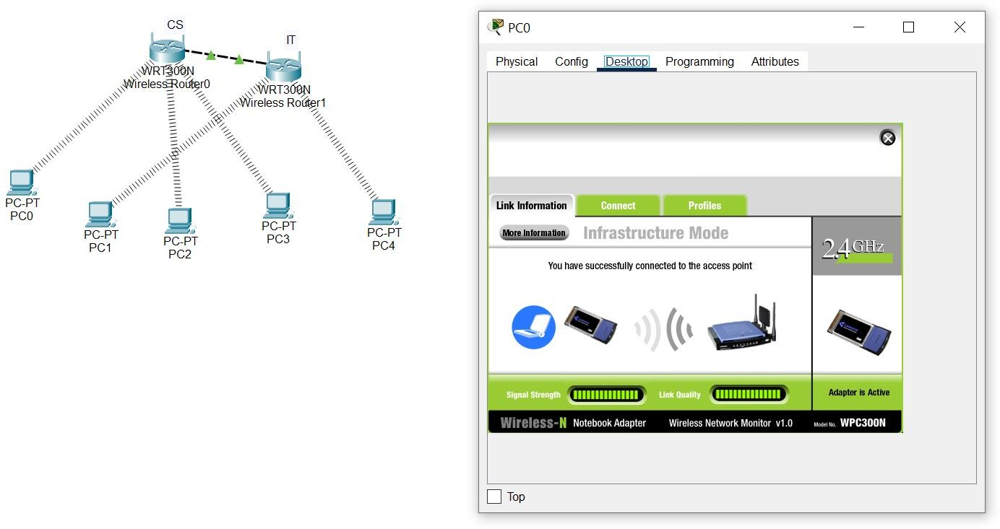 CS
IT
WRT300N
Wireless Router0
WRT300N
Wireless Router1
PC-PT
PC0
PC-PT
PC1
PC-PT
PC2
PC-PT
PC3
PC-PT
PC4
PC0
Physical Config Desktop Programming Attributes
Link Information Connect Profiles
More Information Infrastructure Mode
2.4GHz
You have successfully connected to the access point
Signal Strength Link Quality
Adapter is Active
Wireless-N Notebook Adapter Wireless Network Monitor v1.0 Model No. WPC300N
Top